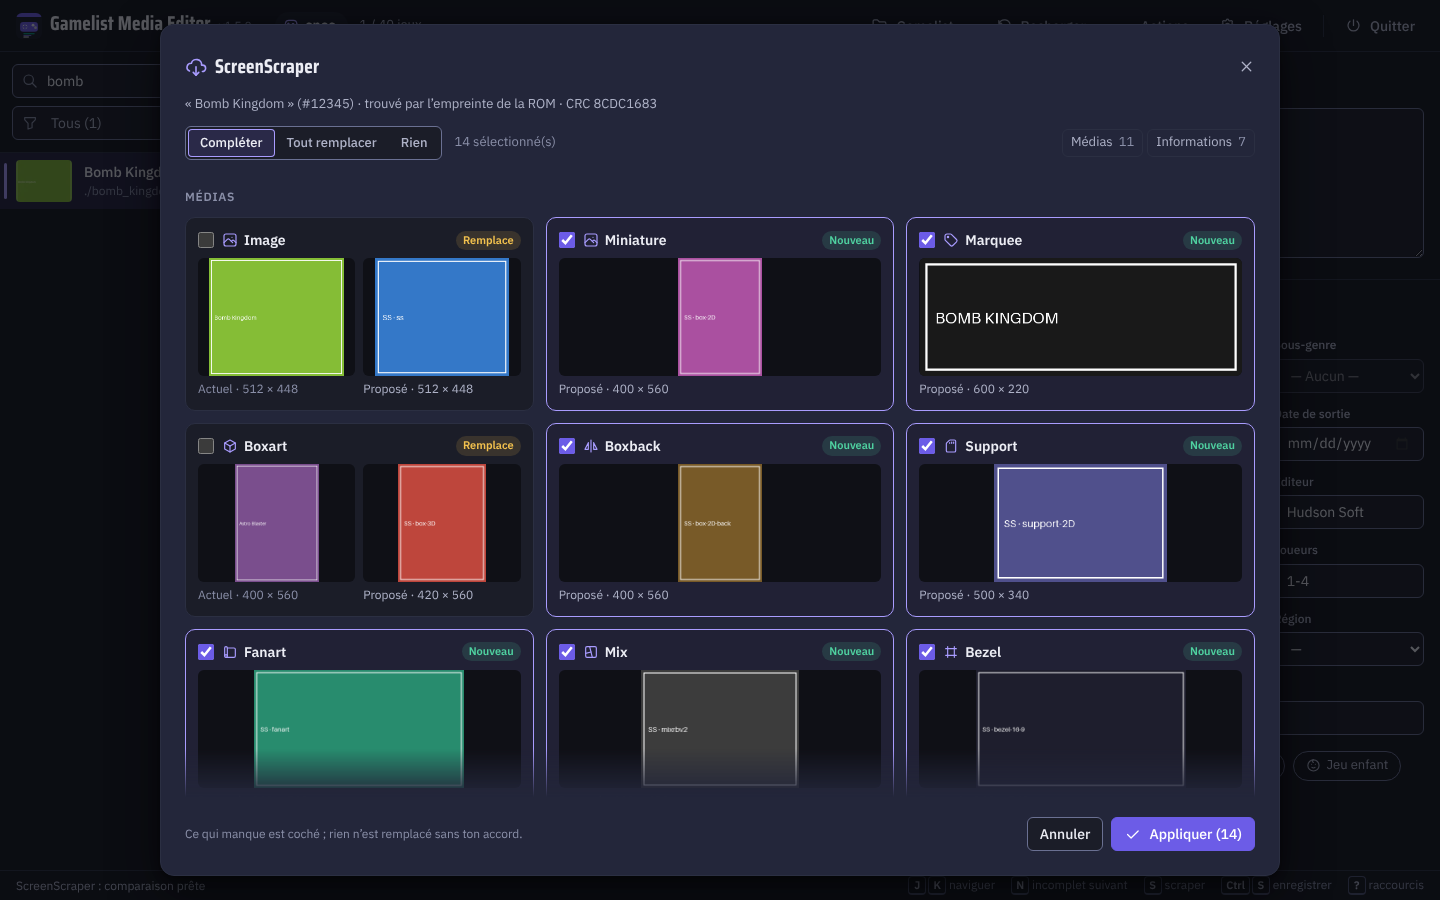 Gamelist Media Editor
Réglages
Quitter
bomb
Tous (1)
Bomb Kingd
./bomb_kingd
ScreenScraper
« Bomb Kingdom » (#12345) · trouvé par l'empreinte de la ROM · CRC 8CDC1683
Compléter Tout remplacer Rien 14 sélectionné(s)
Médias 11 Informations 7
MÉDIAS
Image Remplace
Bomb Kingdom
SS · ss
Actuel · 512 × 448 Proposé · 512 × 448
Miniature Nouveau
SS · box-2D
Proposé · 400 × 560
Marquee Nouveau
BOMB KINGDOM
Proposé · 600 × 220
Boxart Remplace
SS · box-3D
Actuel · 400 × 560 Proposé · 420 × 560
Boxback Nouveau
SS · box-2D-back
Proposé · 400 × 560
Support Nouveau
SS · support-2D
Proposé · 500 × 340
Fanart Nouveau
SS · fanart
Mix Nouveau
SS · mixrbv2
Bezel Nouveau
SS · bezel-16-9
ous-genre
— Aucun —
ate de sortie
mm/dd/yyyy
diteur
Hudson Soft
oueurs
1-4
égion
—
Jeu enfant
Ce qui manque est coché ; rien n'est remplacé sans ton accord.
Annuler Appliquer (14)
ScreenScraper : comparaison prête
J K naviguer N incomplet suivant S scraper Ctrl S enregistrer ? raccourcis